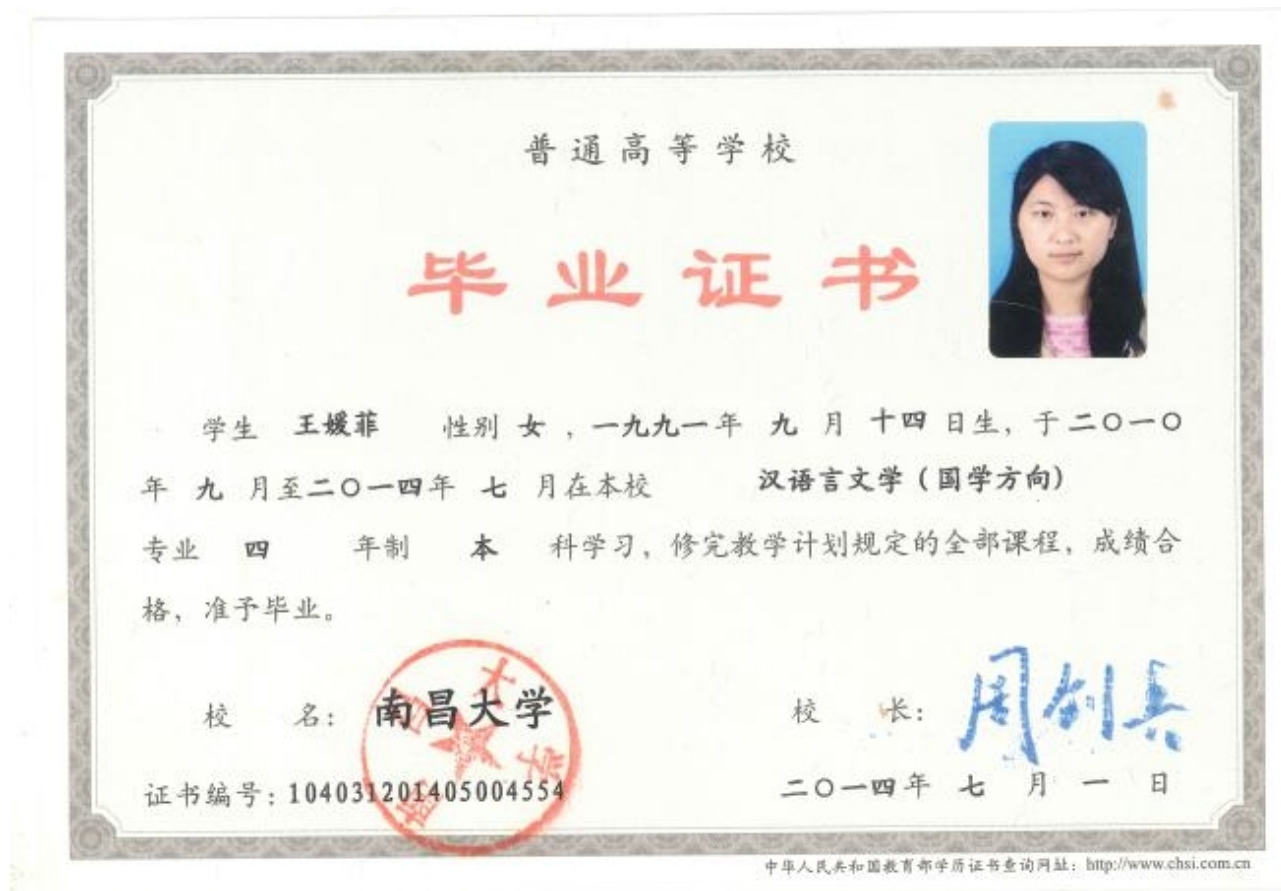 普通高等学校
毕业证书
学生 王媛菲 性别 女 ，一九九一年 九 月 十四 日生，于二〇一〇
年 九 月至二〇一四年 七 月在本校 汉语言文学（国学方向）
专业 四 年制 本 科学习，修完教学计划规定的全部课程，成绩合
格，准予毕业。
校 名：南昌大学
南昌大学
校 长：周创兵
证书编号：104031201405004554
二〇一四年 七 月 一 日
中华人民共和国教育部学历证书查询网址：http://www.chsi.com.cn